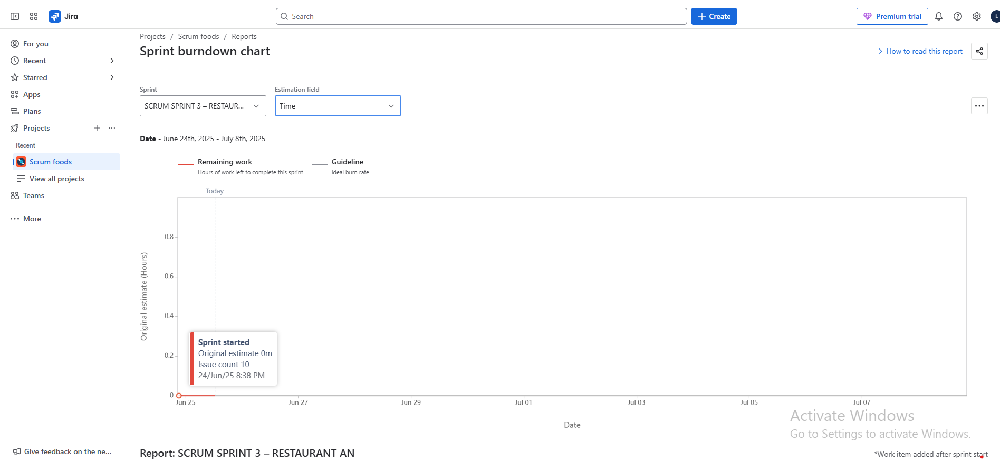 Jira
Search
Create
Premium trial
L
For you
Recent
Starred
Apps
Plans
Projects
Recent
Scrum foods
View all projects
Teams
More
Give feedback on the ne...
Projects / Scrum foods / Reports
Sprint burndown chart
How to read this report
Sprint
SCRUM SPRINT 3 – RESTAUR...
Estimation field
Time
Date - June 24th, 2025 - July 8th, 2025
Remaining work
Hours of work left to complete this sprint
Guideline
Ideal burn rate
Today
Original estimate (Hours)
0.8
0.6
0.4
0.2
0
Sprint started
Original estimate 0m
Issue count 10
24/Jun/25 8:38 PM
Jun 25
Jun 27
Jun 29
Jul 01
Jul 03
Jul 05
Jul 07
Date
Activate Windows
Go to Settings to activate Windows.
Report: SCRUM SPRINT 3 – RESTAURANT AN
*Work item added after sprint start